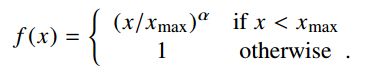 f(x) = { (x/x_max)^α if x < x_max
1 otherwise .